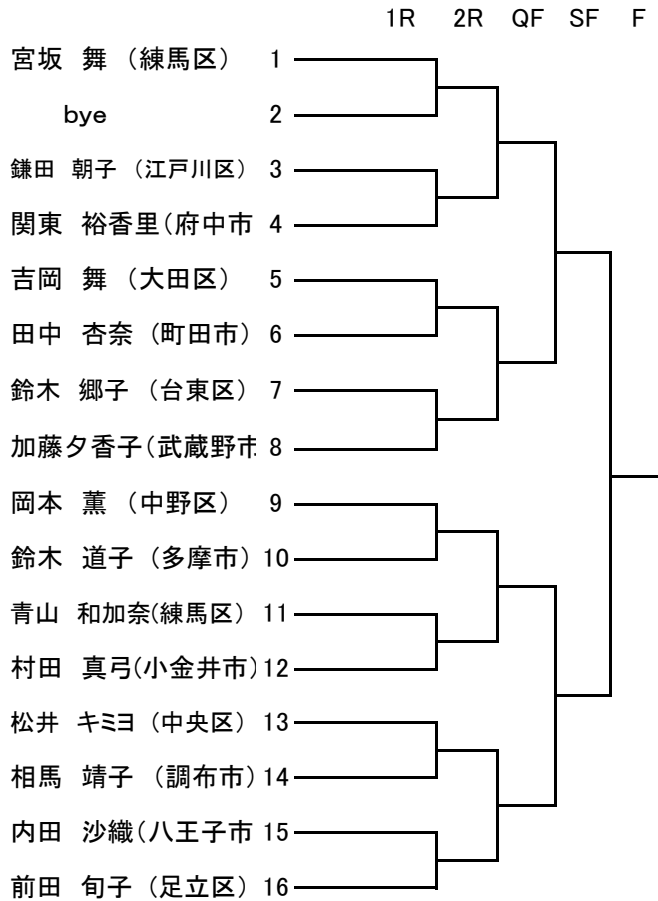 1R 2R QF SF F
宮坂 舞 (練馬区) 1
bye 2
鎌田 朝子 (江戸川区) 3
関東 裕香里(府中市 4
吉岡 舞 (大田区) 5
田中 杏奈 (町田市) 6
鈴木 郷子 (台東区) 7
加藤夕香子(武蔵野市 8
岡本 薫 (中野区) 9
鈴木 道子 (多摩市) 10
青山 和加奈(練馬区) 11
村田 真弓(小金井市) 12
松井 キミヨ (中央区) 13
相馬 靖子 (調布市) 14
内田 沙織(八王子市 15
前田 旬子 (足立区) 16